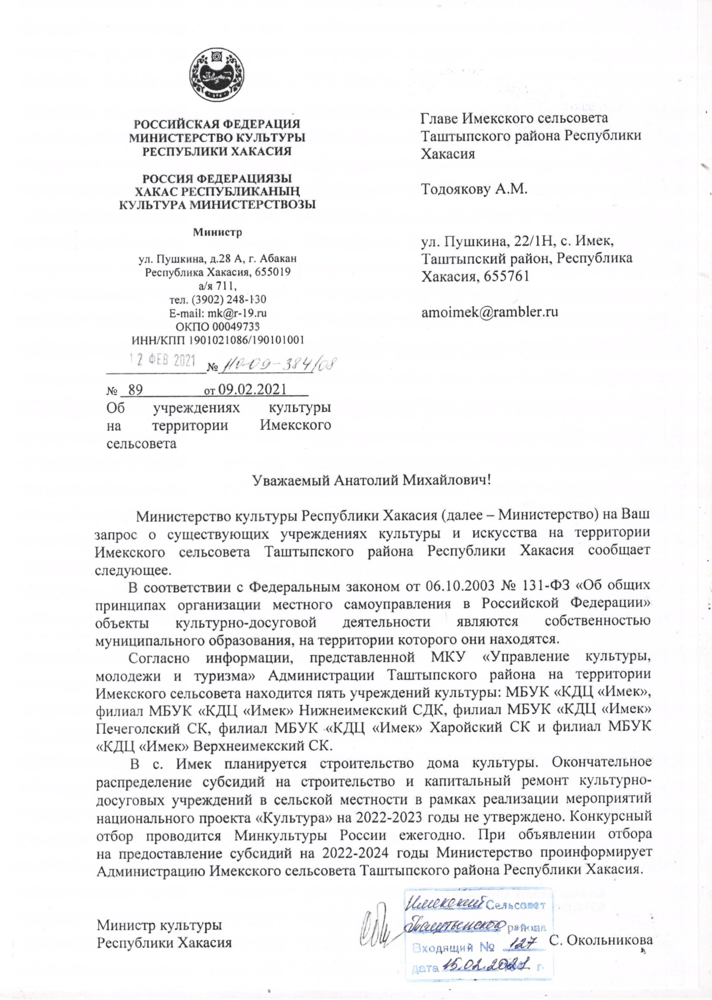 РОССИЙСКАЯ ФЕДЕРАЦИЯ
МИНИСТЕРСТВО КУЛЬТУРЫ
РЕСПУБЛИКИ ХАКАСИЯ
РОССИЯ ФЕДЕРАЦИЯЗЫ
ХАКАС РЕСПУБЛИКАНЫҢ
КУЛЬТУРА МИНИСТЕРСТВОЗЫ
Министр
ул. Пушкина, д.28 А, г. Абакан
Республика Хакасия, 655019
а/я 711,
тел. (3902) 248-130
E-mail: mk@r-19.ru
ОКПО 00049733
ИНН/КПП 1901021086/190101001
12 ФЕВ 2021 № 110-09-384/08
№ 89 от 09.02.2021
Об учреждениях культуры
на территории Имекского
сельсовета
Главе Имекского сельсовета
Таштыпского района Республики
Хакасия
Тодоякову А.М.
ул. Пушкина, 22/1Н, с. Имек,
Таштыпский район, Республика
Хакасия, 655761
amoimek@rambler.ru
Уважаемый Анатолий Михайлович!
Министерство культуры Республики Хакасия (далее – Министерство) на Ваш
запрос о существующих учреждениях культуры и искусства на территории
Имекского сельсовета Таштыпского района Республики Хакасия сообщает
следующее.
В соответствии с Федеральным законом от 06.10.2003 № 131-ФЗ «Об общих
принципах организации местного самоуправления в Российской Федерации»
объекты культурно-досуговой деятельности являются собственностью
муниципального образования, на территории которого они находятся.
Согласно информации, представленной МКУ «Управление культуры,
молодежи и туризма» Администрации Таштыпского района на территории
Имекского сельсовета находится пять учреждений культуры: МБУК «КДЦ «Имек»,
филиал МБУК «КДЦ «Имек» Нижнеимекский СДК, филиал МБУК «КДЦ «Имек»
Печегольский СК, филиал МБУК «КДЦ «Имек» Харойский СК и филиал МБУК
«КДЦ «Имек» Верхнеимекский СК.
В с. Имек планируется строительство дома культуры. Окончательное
распределение субсидий на строительство и капитальный ремонт культурно-
досуговых учреждений в сельской местности в рамках реализации мероприятий
национального проекта «Культура» на 2022-2023 годы не утверждено. Конкурсный
отбор проводится Минкультуры России ежегодно. При объявлении отбора
на предоставление субсидий на 2022-2024 годы Министерство проинформирует
Администрацию Имекского сельсовета Таштыпского района Республики Хакасия.
Министр культуры
Республики Хакасия
С. Окольникова
Имекский Сельсовет
Таштыпского района
Входящий № 127
дата 15.02.2021 г.